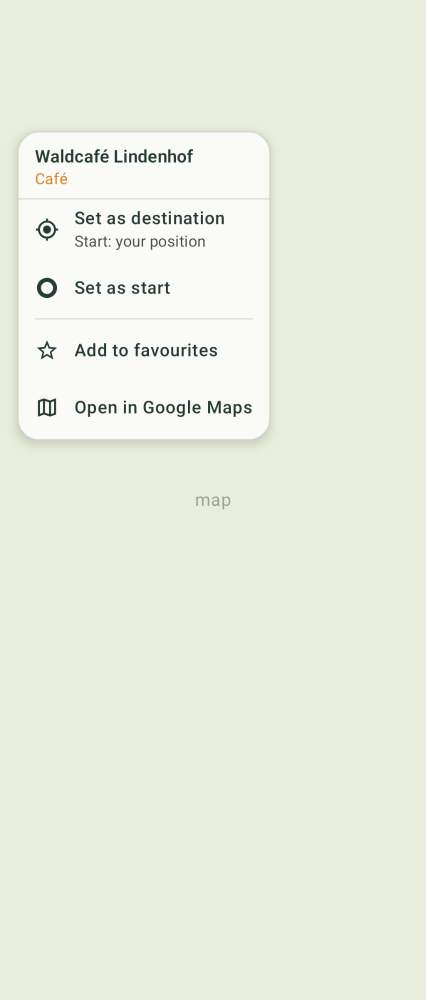 Waldcafé Lindenhof
Café
Set as destination
Start: your position
Set as start
Add to favourites
Open in Google Maps
map